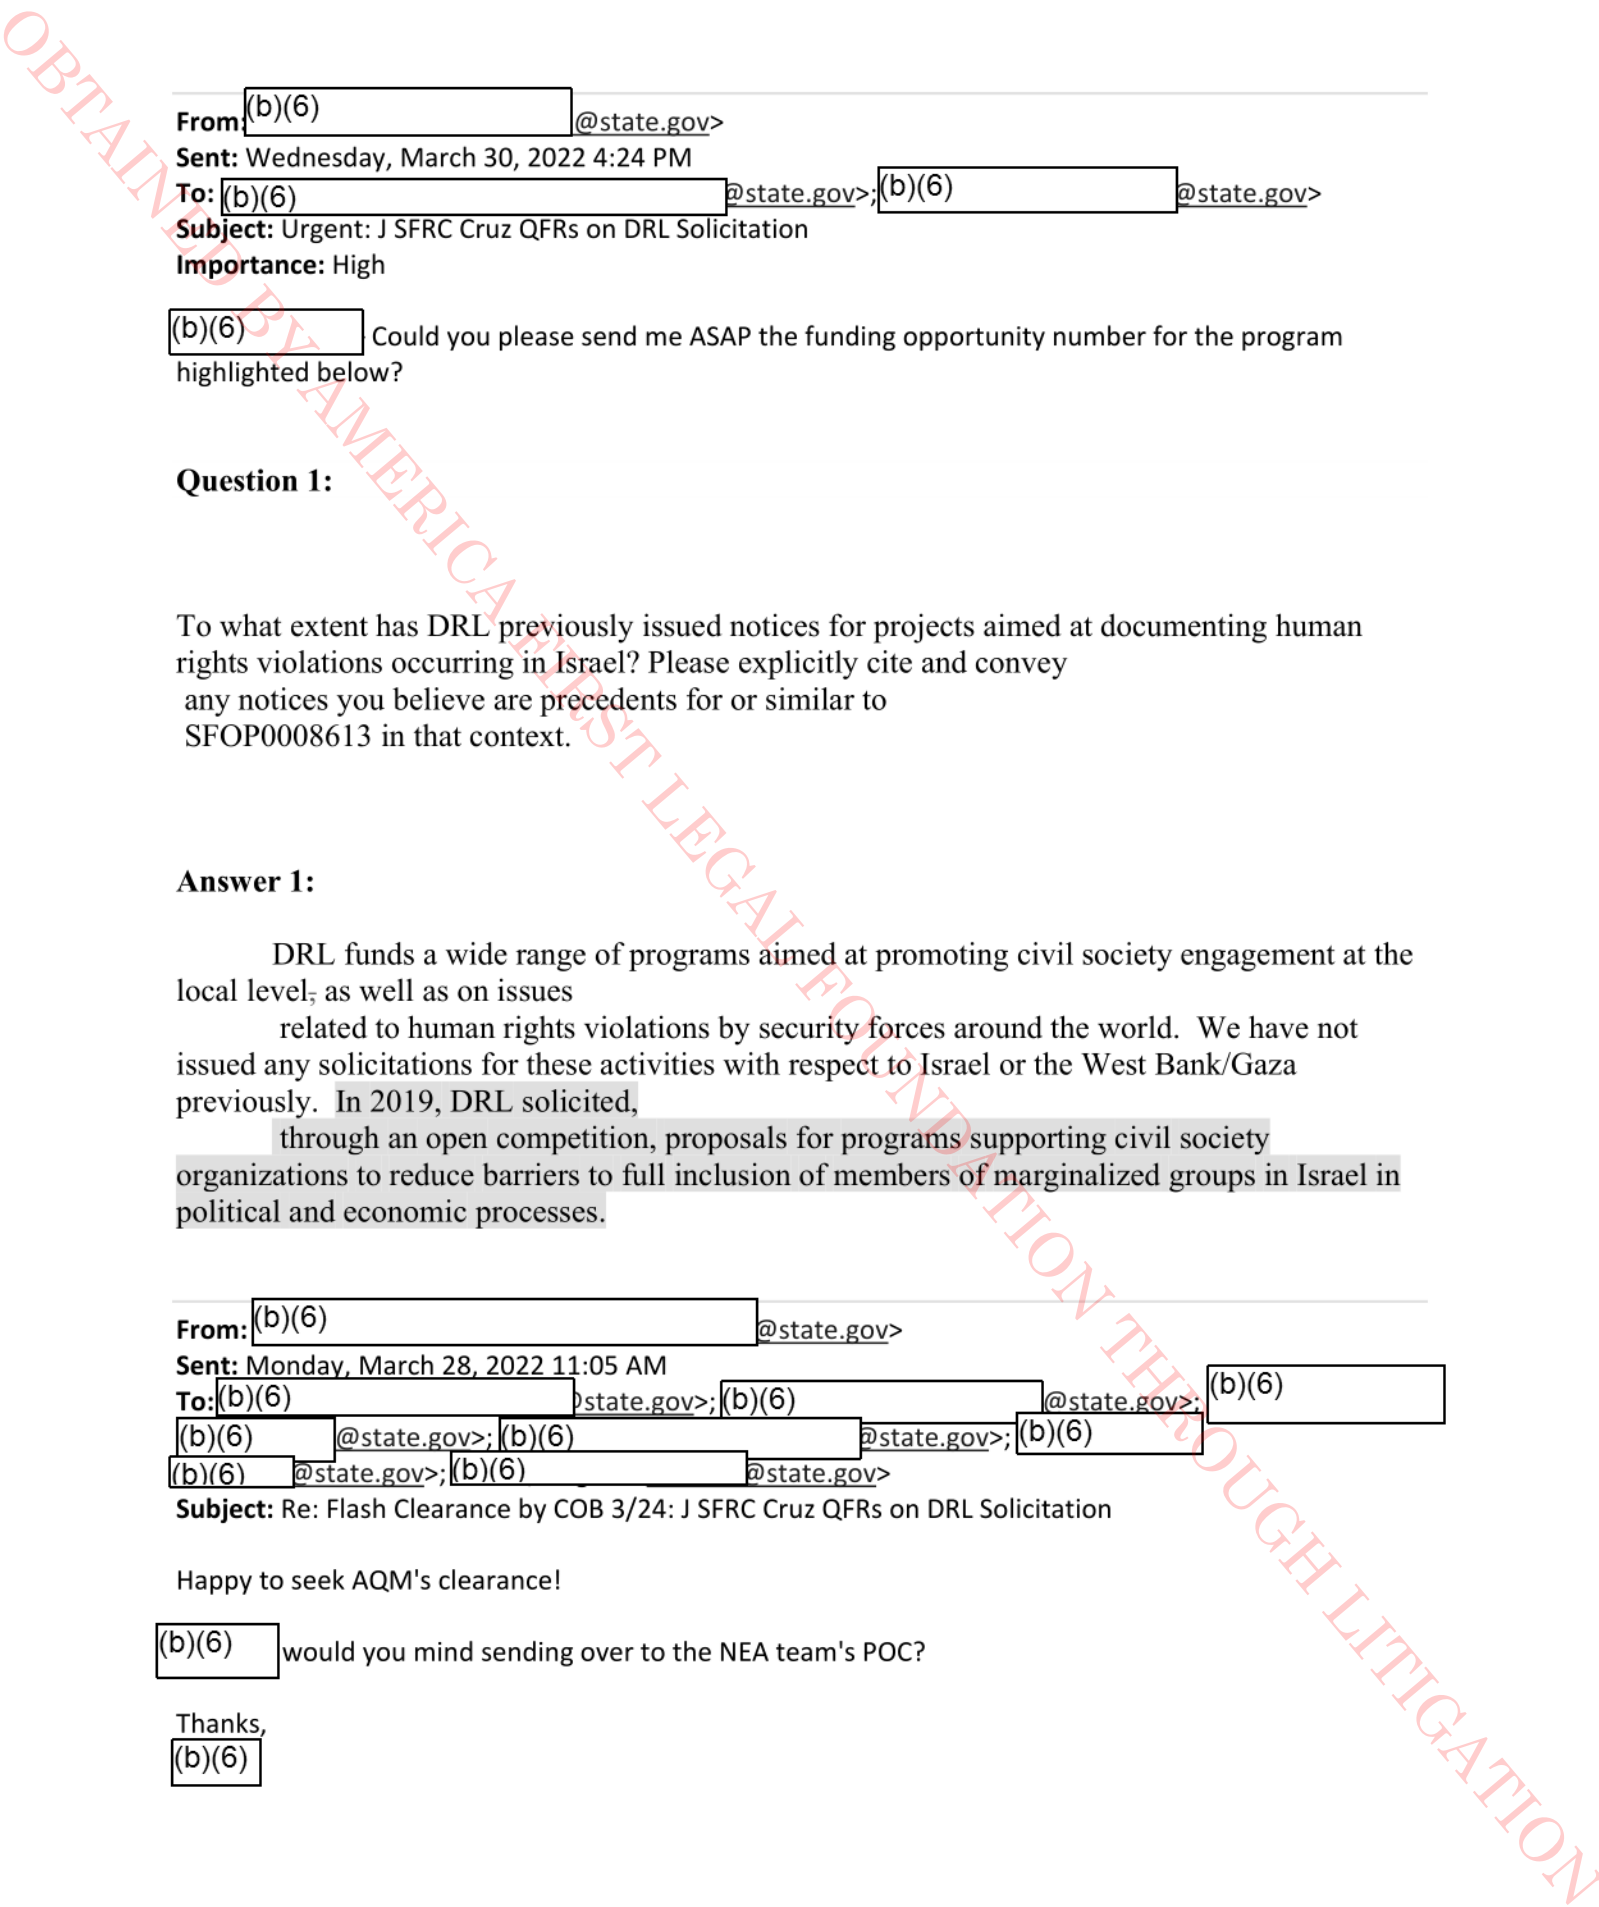 OBTAINED BY AMERICA FIRST LEGAL FOUNDATION THROUGH LITIGATION
From: (b)(6) @state.gov>
Sent: Wednesday, March 30, 2022 4:24 PM
To: (b)(6) @state.gov>; (b)(6) @state.gov>
Subject: Urgent: J SFRC Cruz QFRs on DRL Solicitation
Importance: High
(b)(6) Could you please send me ASAP the funding opportunity number for the program
highlighted below?
Question 1:
To what extent has DRL previously issued notices for projects aimed at documenting human
rights violations occurring in Israel? Please explicitly cite and convey
any notices you believe are precedents for or similar to
SFOP0008613 in that context.
Answer 1:
DRL funds a wide range of programs aimed at promoting civil society engagement at the
local level, as well as on issues
related to human rights violations by security forces around the world.  We have not
issued any solicitations for these activities with respect to Israel or the West Bank/Gaza
previously.  In 2019, DRL solicited,
through an open competition, proposals for programs supporting civil society
organizations to reduce barriers to full inclusion of members of marginalized groups in Israel in
political and economic processes.
From: (b)(6) @state.gov>
Sent: Monday, March 28, 2022 11:05 AM
To: (b)(6) state.gov>; (b)(6) @state.gov>; (b)(6)
(b)(6) @state.gov>; (b)(6) @state.gov>; (b)(6)
(b)(6) @state.gov>; (b)(6) @state.gov>
Subject: Re: Flash Clearance by COB 3/24: J SFRC Cruz QFRs on DRL Solicitation
Happy to seek AQM's clearance!
(b)(6) would you mind sending over to the NEA team's POC?
Thanks,
(b)(6)